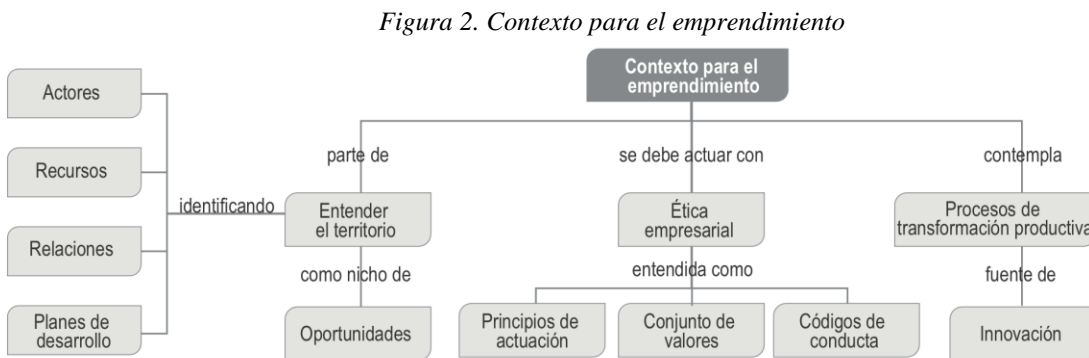 Figura 2. Contexto para el emprendimiento
Contexto para el
emprendimiento
Actores
Recursos
Relaciones
Planes de
desarrollo
identificando
parte de
Entender
el territorio
como nicho de
Oportunidades
se debe actuar con
Ética
empresarial
entendida como
Principios de
actuación
Conjunto de
valores
Códigos de
conducta
contempla
Procesos de
transformación productiva
fuente de
Innovación